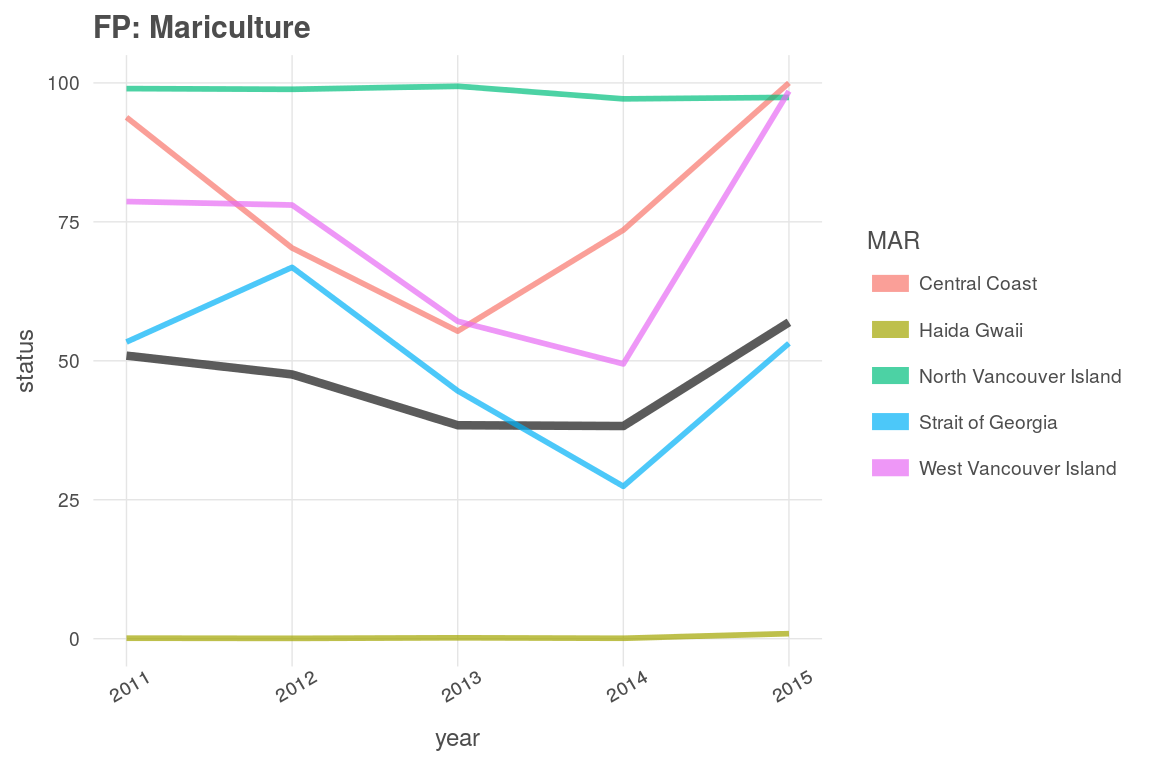 FP: Mariculture
100
75
50
25
0
status
2011
2012
2013
2014
2015
year
MAR
Central Coast
Haida Gwaii
North Vancouver Island
Strait of Georgia
West Vancouver Island